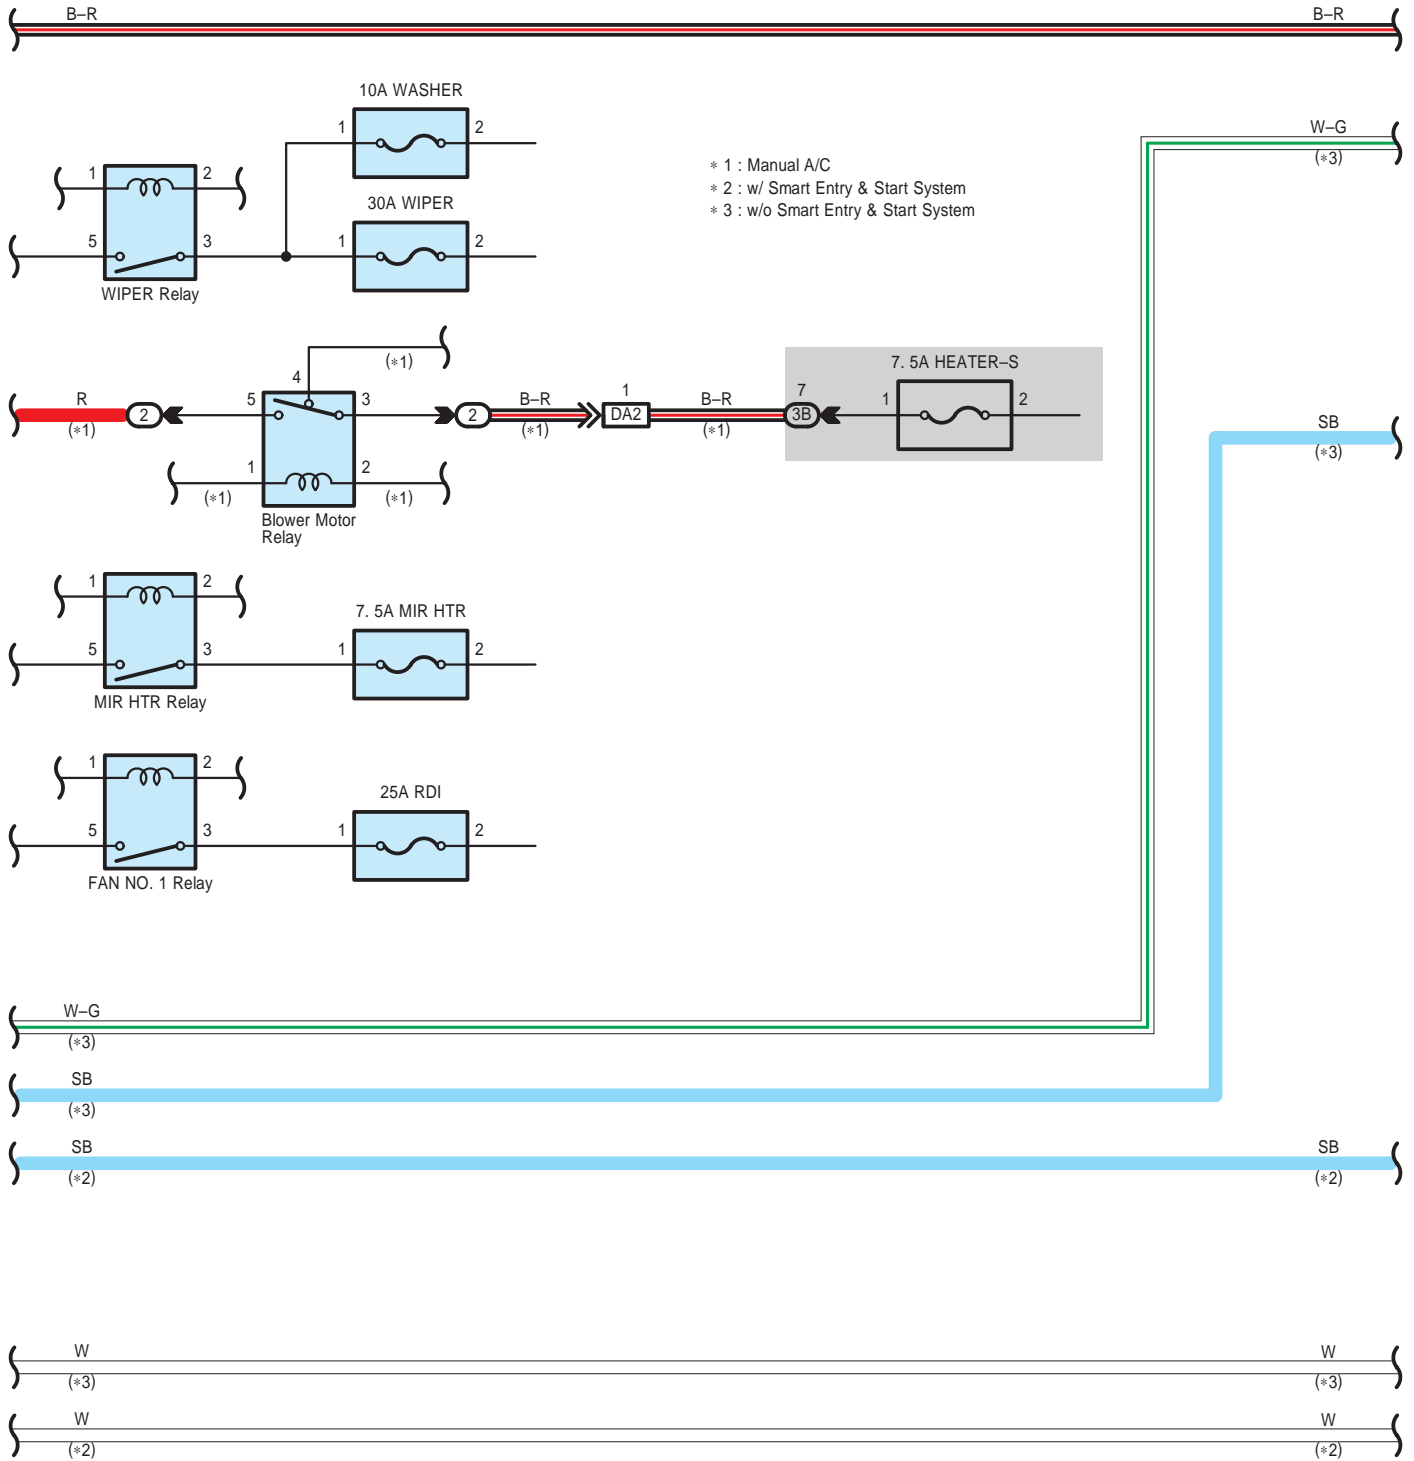 B–R B–R
10A WASHER
1 2
W–G
(∗3)
∗ 1 : Manual A/C
∗ 2 : w/ Smart Entry & Start System
∗ 3 : w/o Smart Entry & Start System
1 2
30A WIPER
5 3 1 2
WIPER Relay
(∗1)
7. 5A HEATER–S
4
R 2 5 3 2 B–R 1 DA2 B–R 7 3B 1 2
(∗1) (∗1) (∗1)
SB
(∗3)
1 2
(∗1) (∗1)
Blower Motor
Relay
1 2
7. 5A MIR HTR
5 3 1 2
MIR HTR Relay
1 2
25A RDI
5 3 1 2
FAN NO. 1 Relay
W–G
(∗3)
SB
(∗3)
SB SB
(∗2) (∗2)
W W
(∗3) (∗3)
W W
(∗2) (∗2)